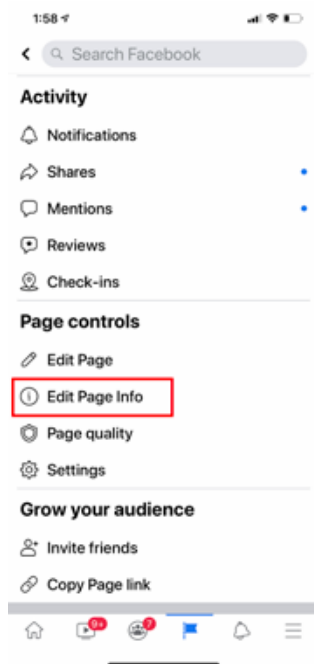 1:58
Search Facebook
Activity
Notifications
Shares
Mentions
Reviews
Check-ins
Page controls
Edit Page
Edit Page Info
Page quality
Settings
Grow your audience
Invite friends
Copy Page link
9+
7